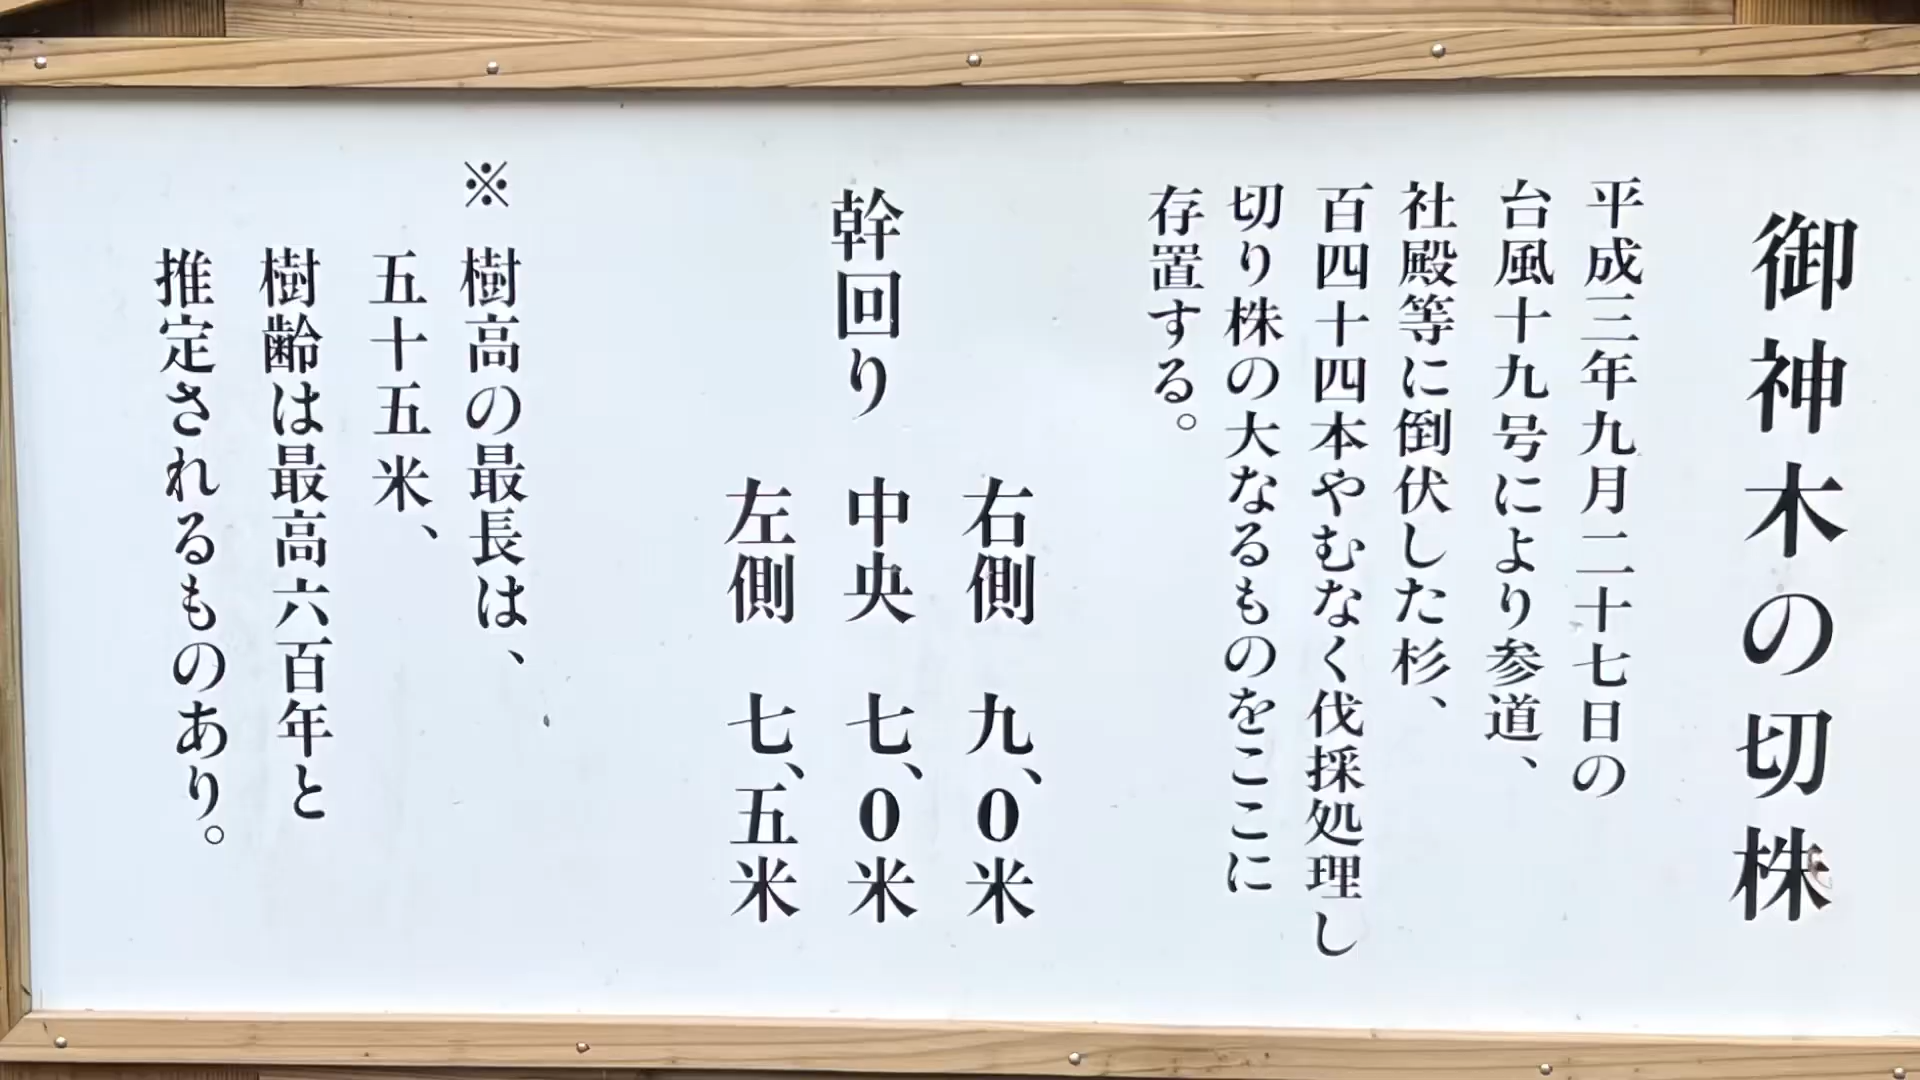 御神木の切株
平成三年九月二十七日の
台風十九号により参道、
社殿等に倒伏した杉、
百四十四本やむなく伐採処理し
切り株の大なるものをここに
存置する。
右側 九、0米
幹回り 中央 七、0米
左側 七、五米
※ 樹高の最長は、
五十五米、
樹齢は最高六百年と
推定されるものあり。